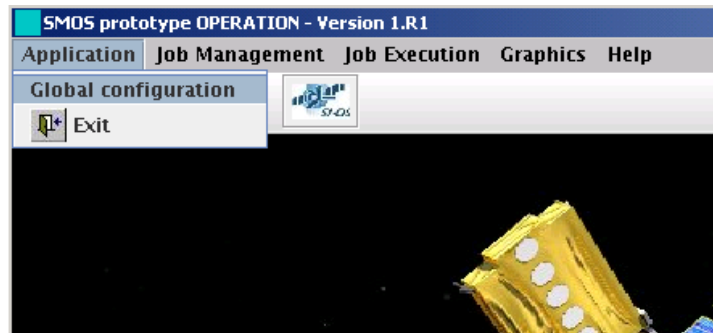 SMOS prototype OPERATION - Version 1.R1
Application Job Management Job Execution Graphics Help
Global configuration
SMOS
Exit